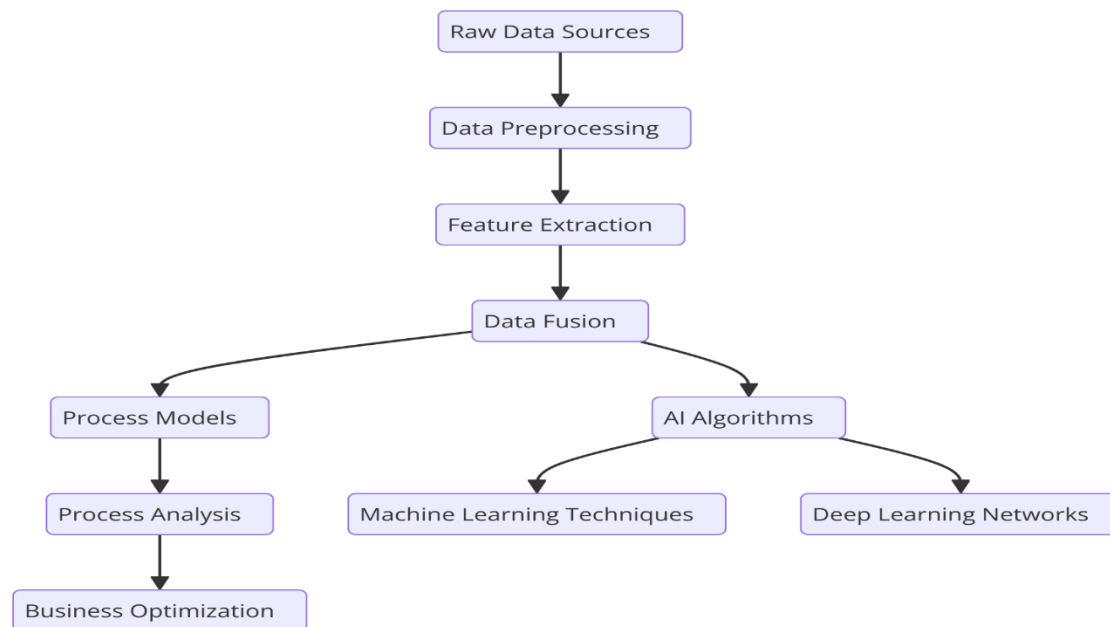 Raw Data Sources
Data Preprocessing
Feature Extraction
Data Fusion
Process Models
AI Algorithms
Process Analysis
Machine Learning Techniques
Deep Learning Networks
Business Optimization